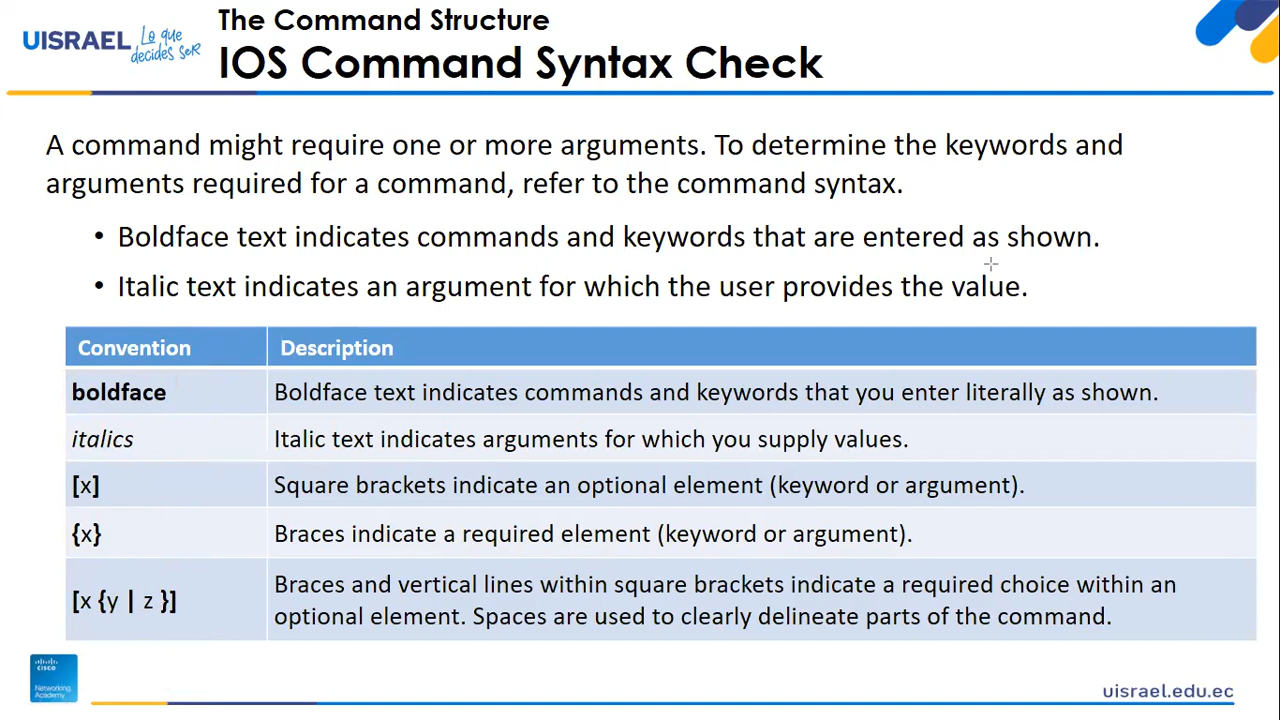 The Command Structure
UISRAEL Lo que decides seR
IOS Command Syntax Check
A command might require one or more arguments. To determine the keywords and
arguments required for a command, refer to the command syntax.
• Boldface text indicates commands and keywords that are entered as shown.
• Italic text indicates an argument for which the user provides the value.
Convention Description
boldface Boldface text indicates commands and keywords that you enter literally as shown.
italics Italic text indicates arguments for which you supply values.
[x] Square brackets indicate an optional element (keyword or argument).
{x} Braces indicate a required element (keyword or argument).
[x {y | z }] Braces and vertical lines within square brackets indicate a required choice within an
optional element. Spaces are used to clearly delineate parts of the command.
cisco
Networking
Academy
uisrael.edu.ec